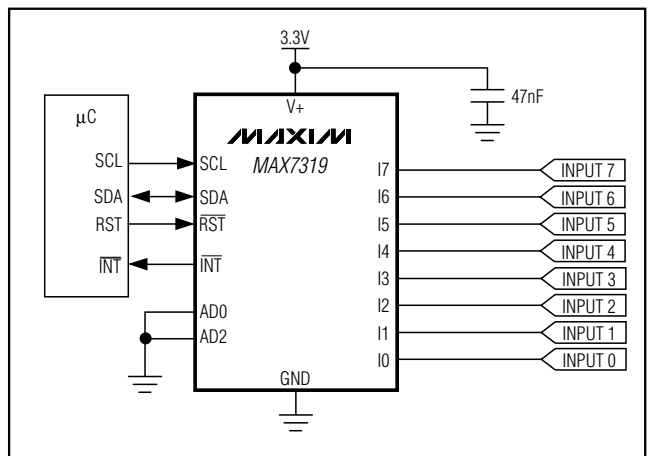 3.3V
47nF
μC
V+
MAXIM
MAX7319
SCL
SCL
I7
INPUT 7
SDA
SDA
I6
INPUT 6
RST
RST
I5
INPUT 5
INT
INT
I4
INPUT 4
I3
INPUT 3
AD0
I2
INPUT 2
AD2
I1
INPUT 1
I0
INPUT 0
GND